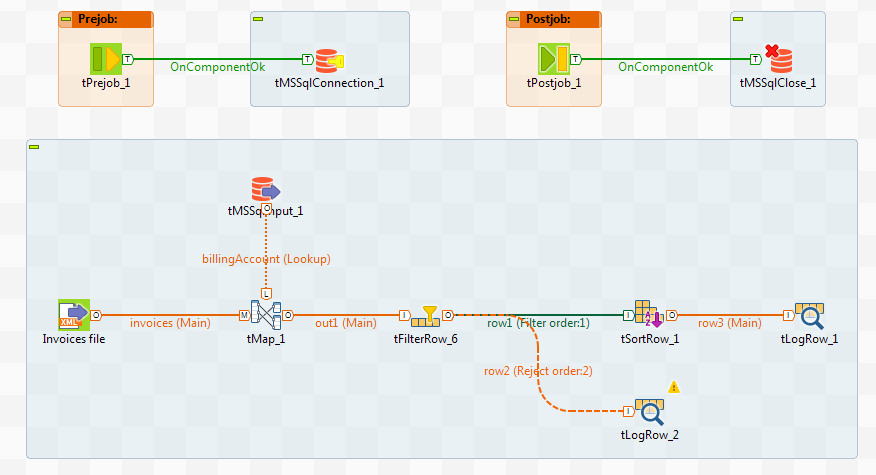 Prejob:
Postjob:
T
OnComponentOk
T
T
OnComponentOk
T
tPrejob_1
tMSSqlConnection_1
tPostjob_1
tMSSqlClose_1
O
billingAccount (Lookup)
L
XML
O
invoices (Main)
M
O
out1 (Main)
I
O
row1 (Filter order:1)
I
A
Z
O
row3 (Main)
I
Invoices file
tMap_1
tFilterRow_6
tSortRow_1
tLogRow_1
row2 (Reject order:2)
I
tLogRow_2